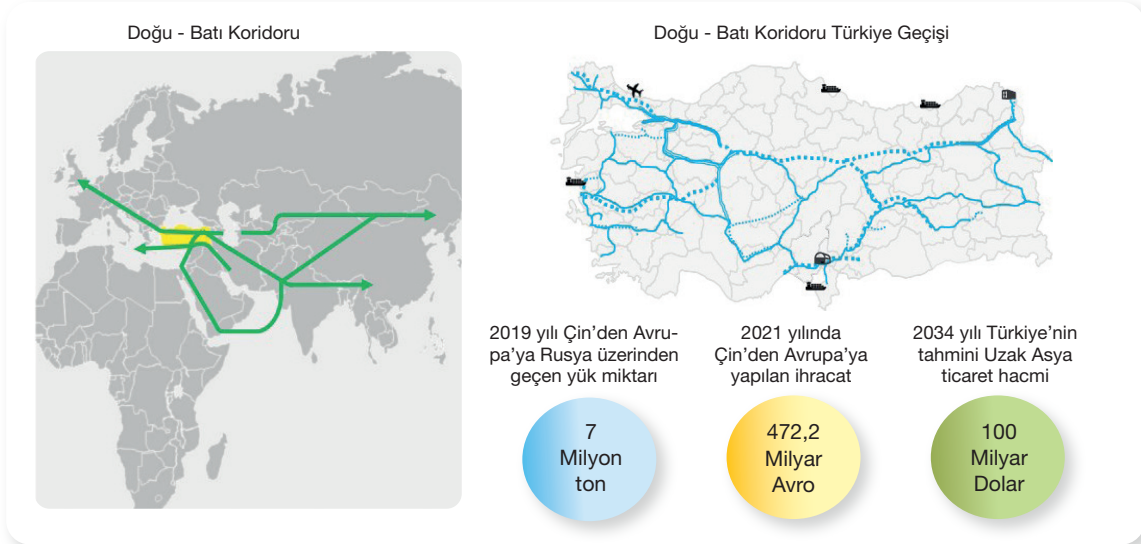 Doğu - Batı Koridoru
Doğu - Batı Koridoru Türkiye Geçişi
2019 yılı Çin’den Avru-
pa’ya Rusya üzerinden
geçen yük miktarı
7
Milyon
ton
2021 yılında
Çin’den Avrupa’ya
yapılan ihracat
472,2
Milyar
Avro
2034 yılı Türkiye’nin
tahmini Uzak Asya
ticaret hacmi
100
Milyar
Dolar